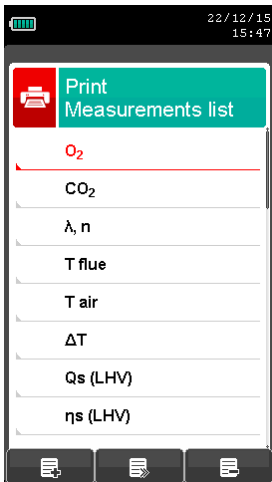 22/12/15
15:47
Print
Measurements list
O₂
CO₂
λ, n
T flue
T air
ΔT
Qs (LHV)
ηs (LHV)